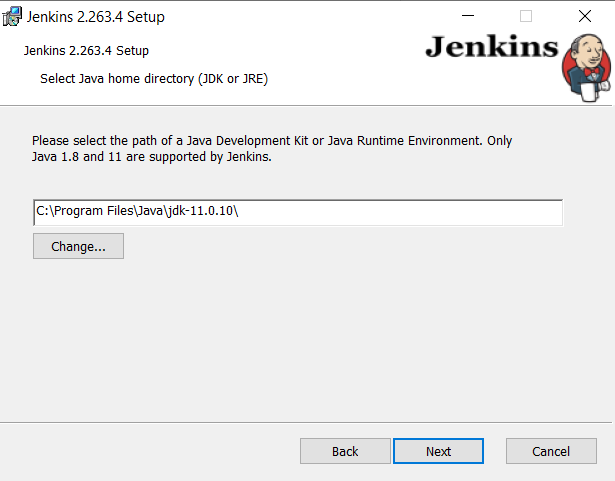 Jenkins 2.263.4 Setup
Jenkins 2.263.4 Setup
Jenkins
Select Java home directory (JDK or JRE)
Please select the path of a Java Development Kit or Java Runtime Environment. Only
Java 1.8 and 11 are supported by Jenkins.
C:\Program Files\Java\jdk-11.0.10\
Change...
Back
Next
Cancel